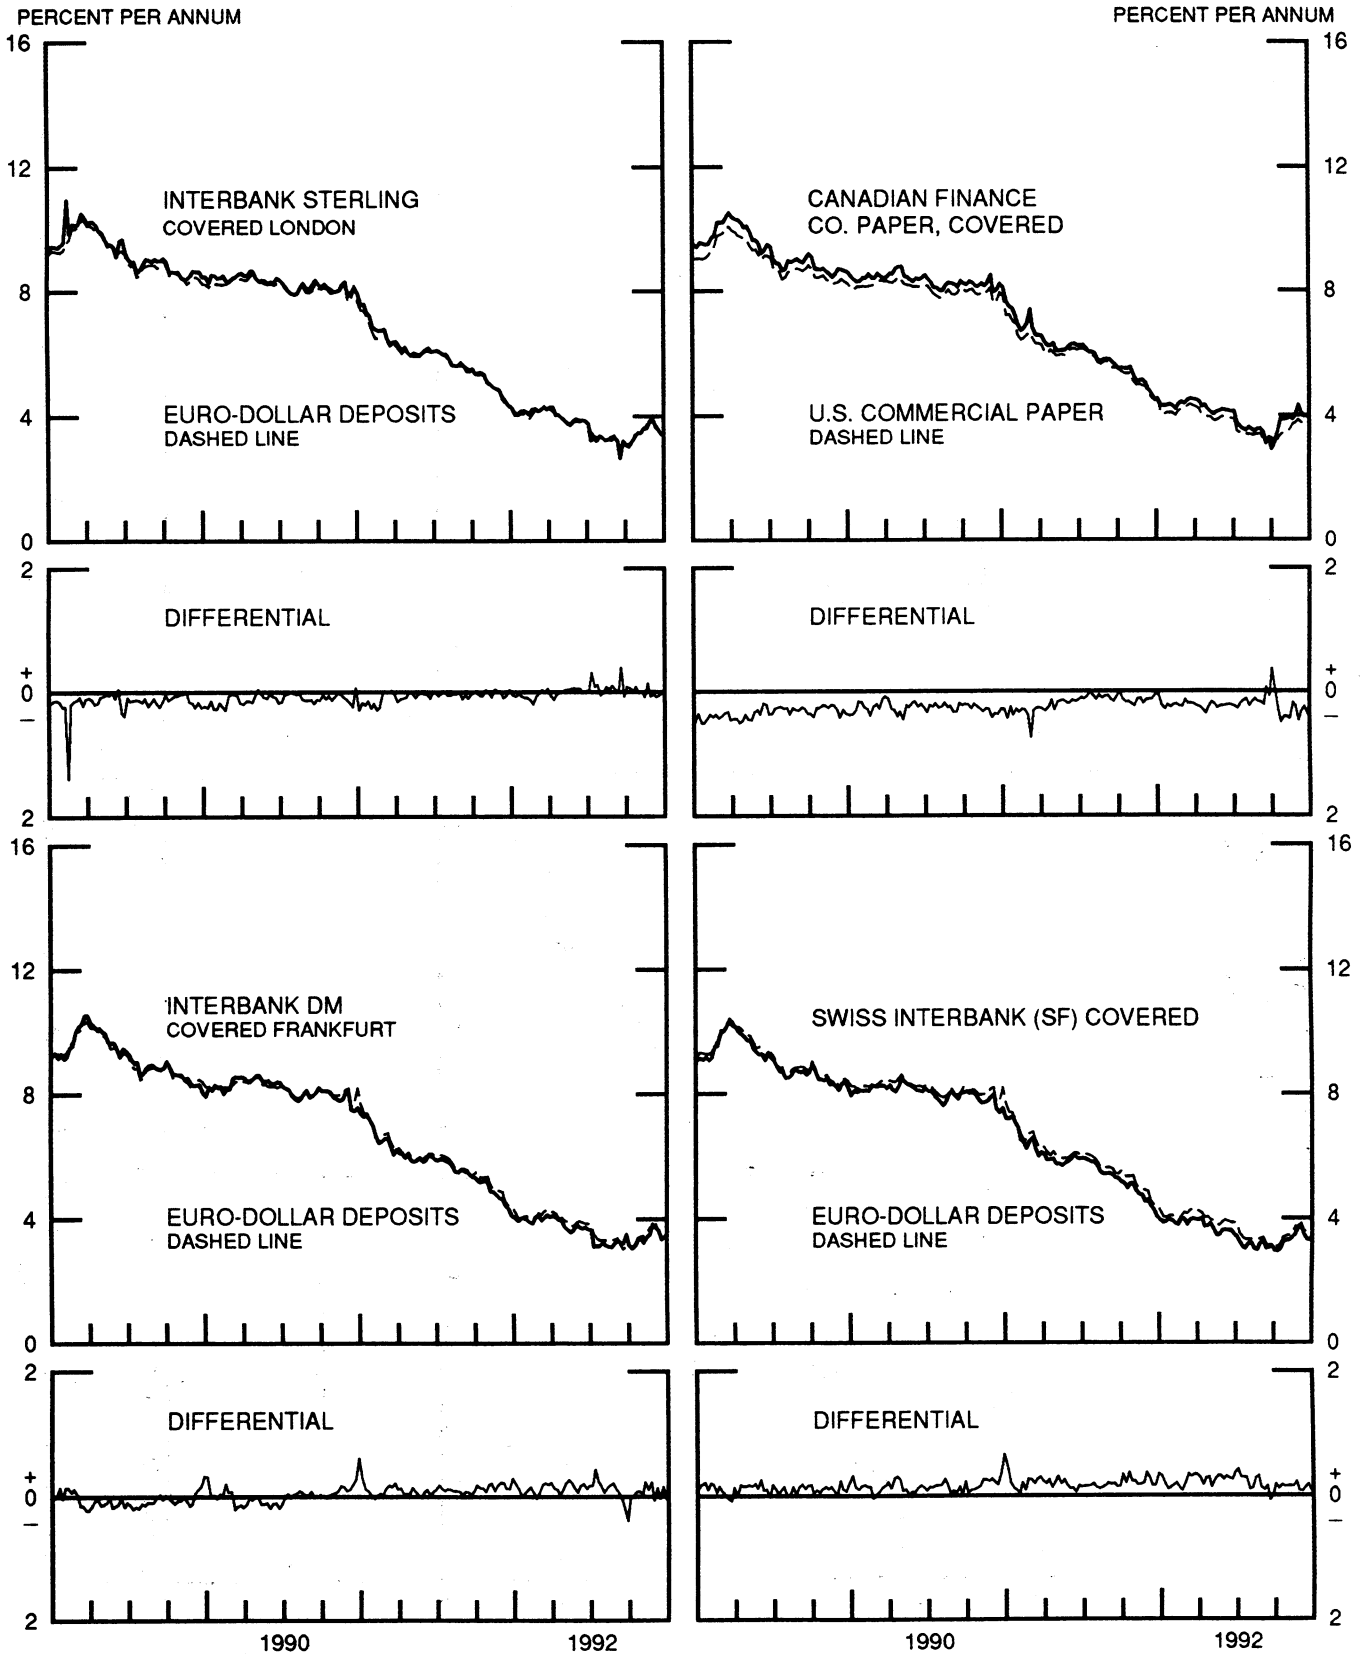 PERCENT PER ANNUM
PERCENT PER ANNUM
16
12
8
4
0
INTERBANK STERLING
COVERED LONDON
EURO-DOLLAR DEPOSITS
DASHED LINE
16
12
8
4
0
CANADIAN FINANCE
CO. PAPER, COVERED
U.S. COMMERCIAL PAPER
DASHED LINE
2
+
0
−
2
DIFFERENTIAL
2
+
0
−
2
DIFFERENTIAL
16
12
8
4
0
INTERBANK DM
COVERED FRANKFURT
EURO-DOLLAR DEPOSITS
DASHED LINE
16
12
8
4
0
SWISS INTERBANK (SF) COVERED
EURO-DOLLAR DEPOSITS
DASHED LINE
2
+
0
−
2
DIFFERENTIAL
2
+
0
−
2
DIFFERENTIAL
1990
1992
1990
1992